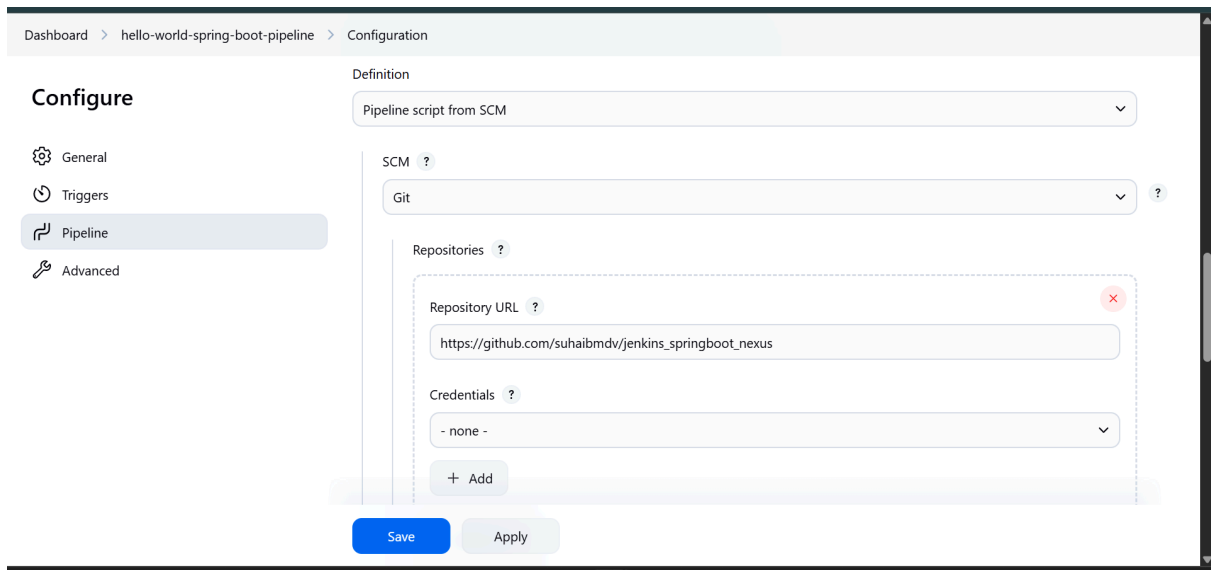 Dashboard > hello-world-spring-boot-pipeline > Configuration
Configure
General
Triggers
Pipeline
Advanced
Definition
Pipeline script from SCM
SCM ?
Git
?
Repositories ?
Repository URL ?
https://github.com/suhaibmdv/jenkins_springboot_nexus
Credentials ?
- none -
+ Add
Save
Apply